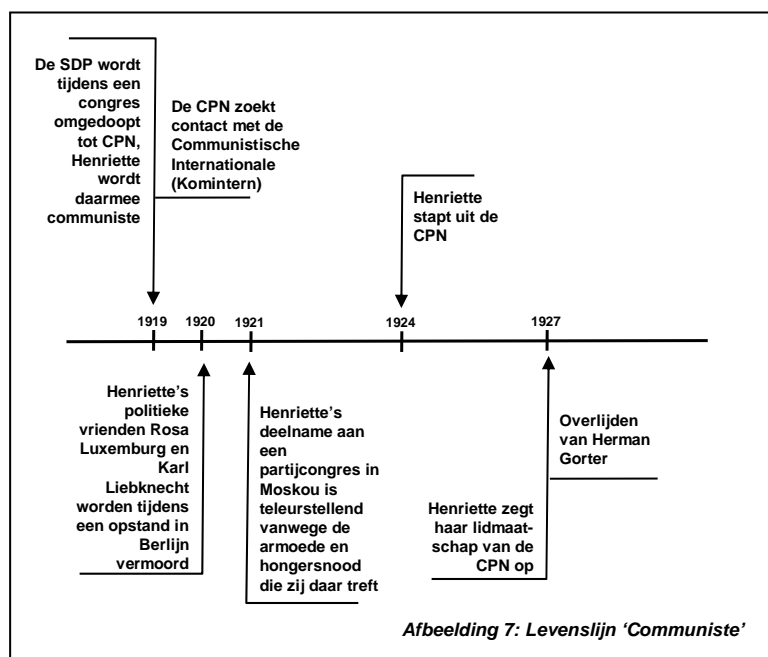 De SDP wordt
tijdens een
congres
omgedoopt
tot CPN,
Henriette
wordt
daarmee
communiste
De CPN zoekt
contact met de
Communistische
Internationale
(Komintern)
Henriette
stapt uit de
CPN
1919
1920
1921
1924
1927
Henriette’s
politieke
vrienden Rosa
Luxemburg en
Karl
Liebknecht
worden tijdens
een opstand in
Berlijn
vermoord
Henriette’s
deelname aan
een
partijcongres in
Moskou is
teleurstellend
vanwege de
armoede en
hongersnood
die zij daar treft
Henriette zegt
haar lidmaat-
schap van de
CPN op
Overlijden
van Herman
Gorter
Afbeelding 7: Levenslijn ‘Communiste’